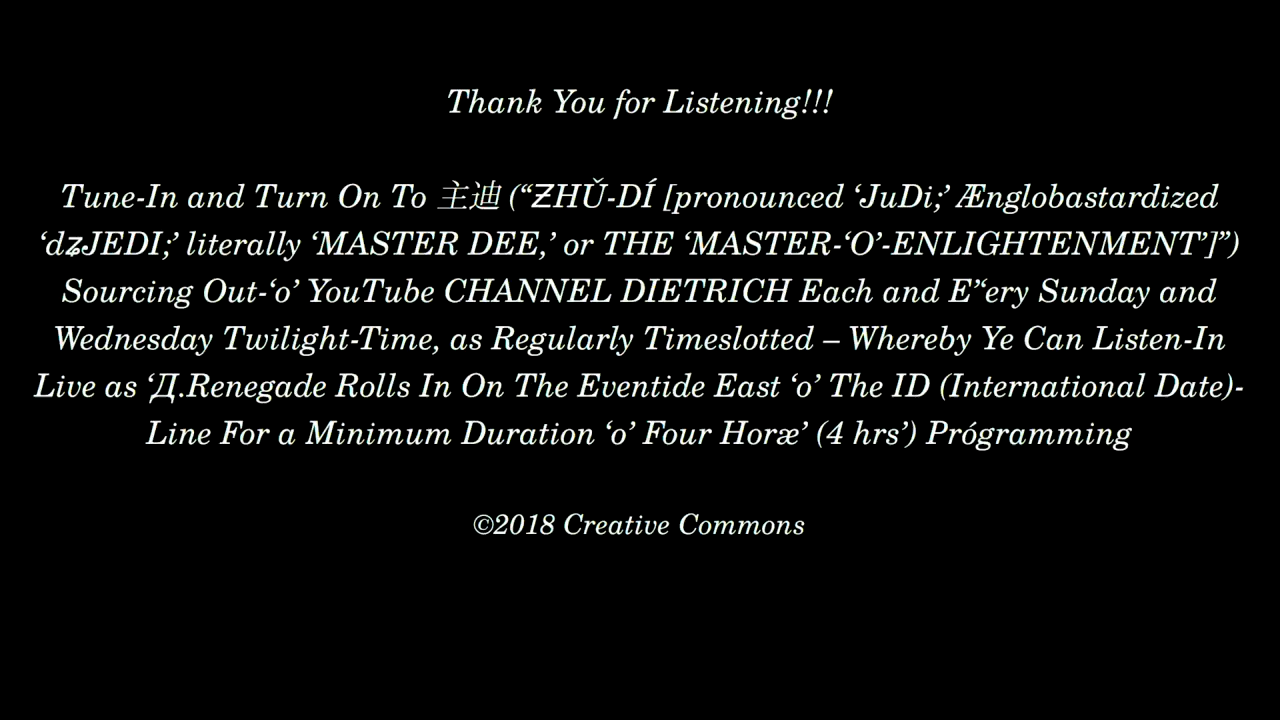 Thank You for Listening!!!
Tune-In and Turn On To 主迪 (“ƵHǓ-DÍ [pronounced ‘JuDi;’ Ænglobastardized
‘dʑJEDI;’ literally ‘MASTER DEE,’ or THE ‘MASTER-‘O’-ENLIGHTENMENT’]”)
Sourcing Out-‘o’ YouTube CHANNEL DIETRICH Each and E’‘ery Sunday and
Wednesday Twilight-Time, as Regularly Timeslotted – Whereby Ye Can Listen-In
Live as ‘Д.Renegade Rolls In On The Eventide East ‘o’ The ID (International Date)-
Line For a Minimum Duration ‘o’ Four Horæ’ (4 hrs’) Prógramming
©2018 Creative Commons